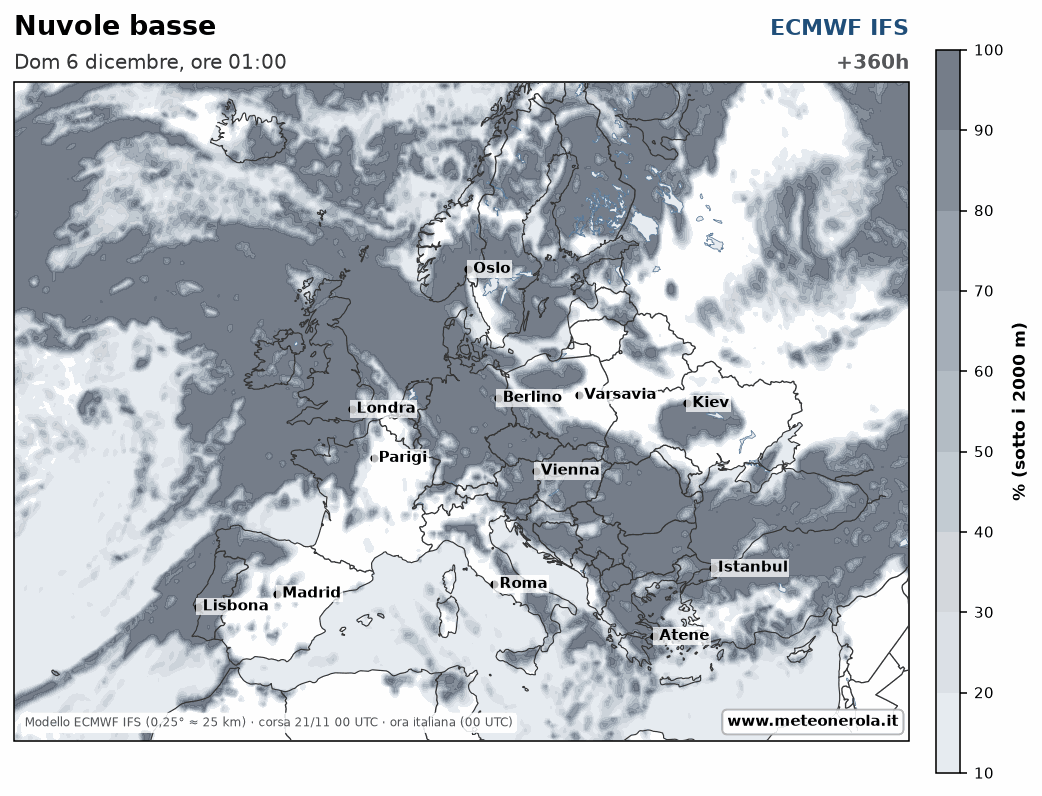 Nuvole basse
ECMWF IFS
Dom 6 dicembre, ore 01:00
+360h
100
90
80
70
60
50
40
30
20
10
% (sotto i 2000 m)
Oslo
Berlino
Varsavia
Kiev
Londra
Parigi
Vienna
Istanbul
Roma
Madrid
Lisbona
Atene
Modello ECMWF IFS (0,25° ≈ 25 km) · corsa 21/11 00 UTC · ora italiana (00 UTC)
www.meteonerola.it